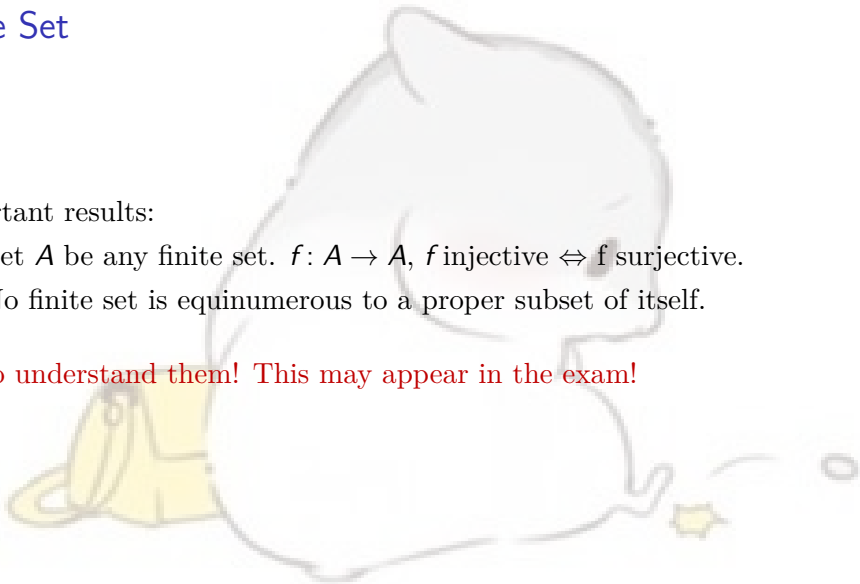 e Set
rtant results:
et A be any finite set. f : A → A, f injective ⇔ f surjective.
No finite set is equinumerous to a proper subset of itself.
o understand them! This may appear in the exam!